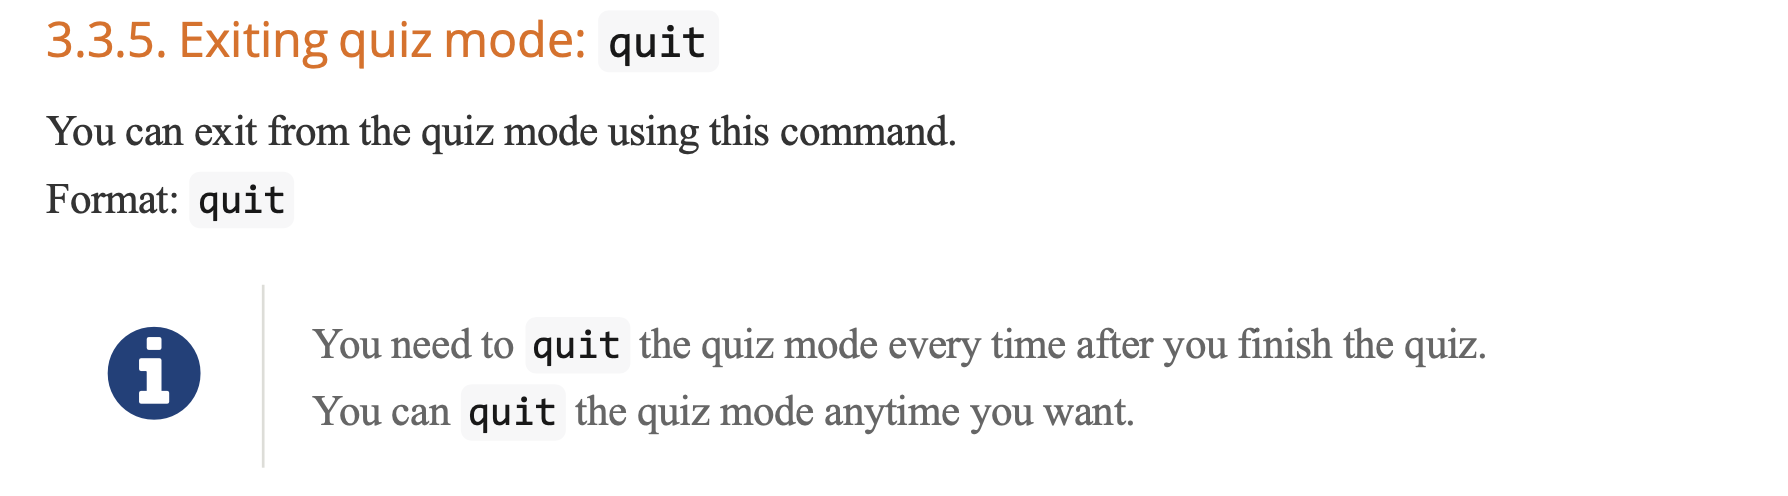 3.3.5. Exiting quiz mode: quit
You can exit from the quiz mode using this command.
Format: quit
You need to quit the quiz mode every time after you finish the quiz.
You can quit the quiz mode anytime you want.